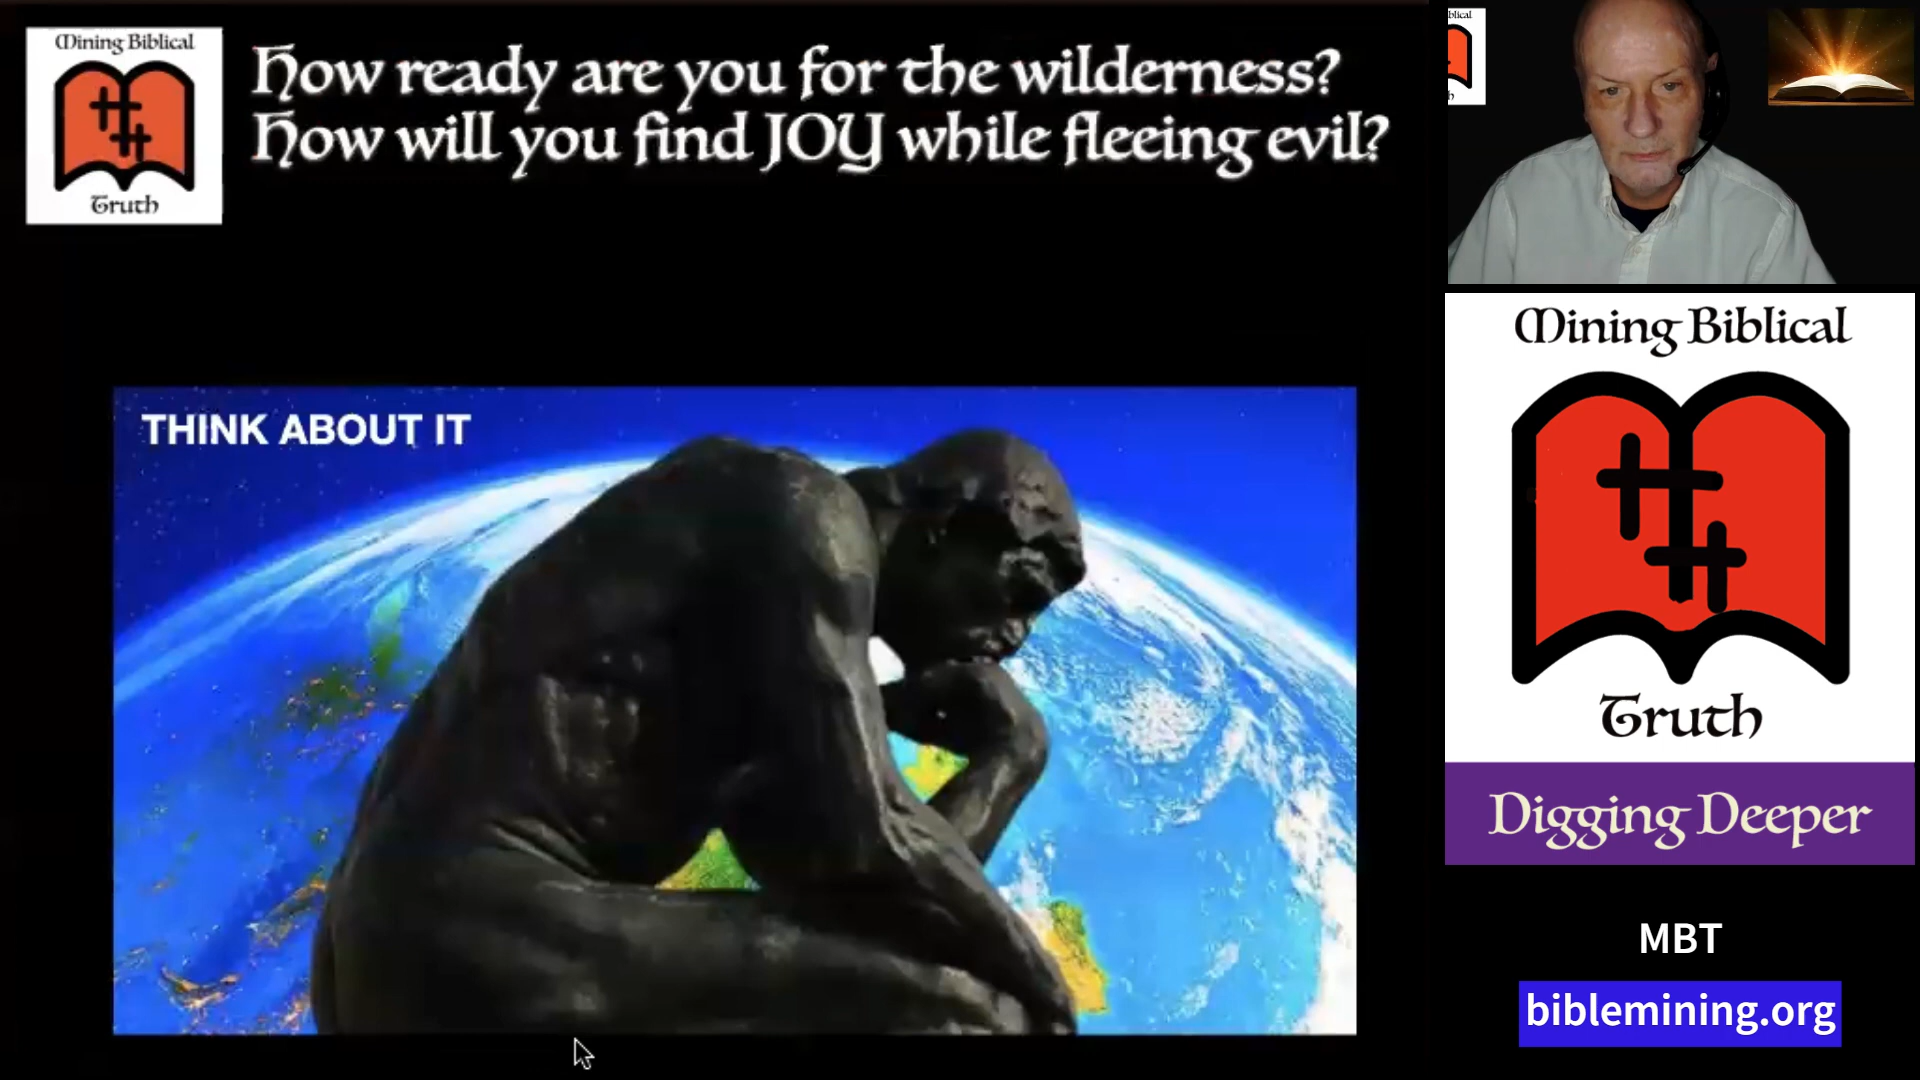 Mining Biblical
Truth
How ready are you for the wilderness?
How will you find JOY while fleeing evil?
THINK ABOUT IT
blical
h
Mining Biblical
Truth
Digging Deeper
MBT
biblemining.org